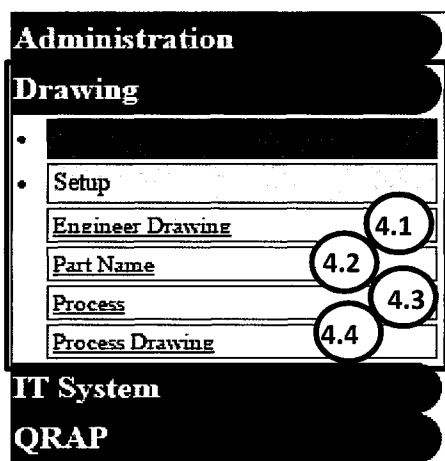 Administration
Drawing
Setup
Engineer Drawing 4.1
Part Name 4.2
Process 4.3
Process Drawing 4.4
IT System
QRAP